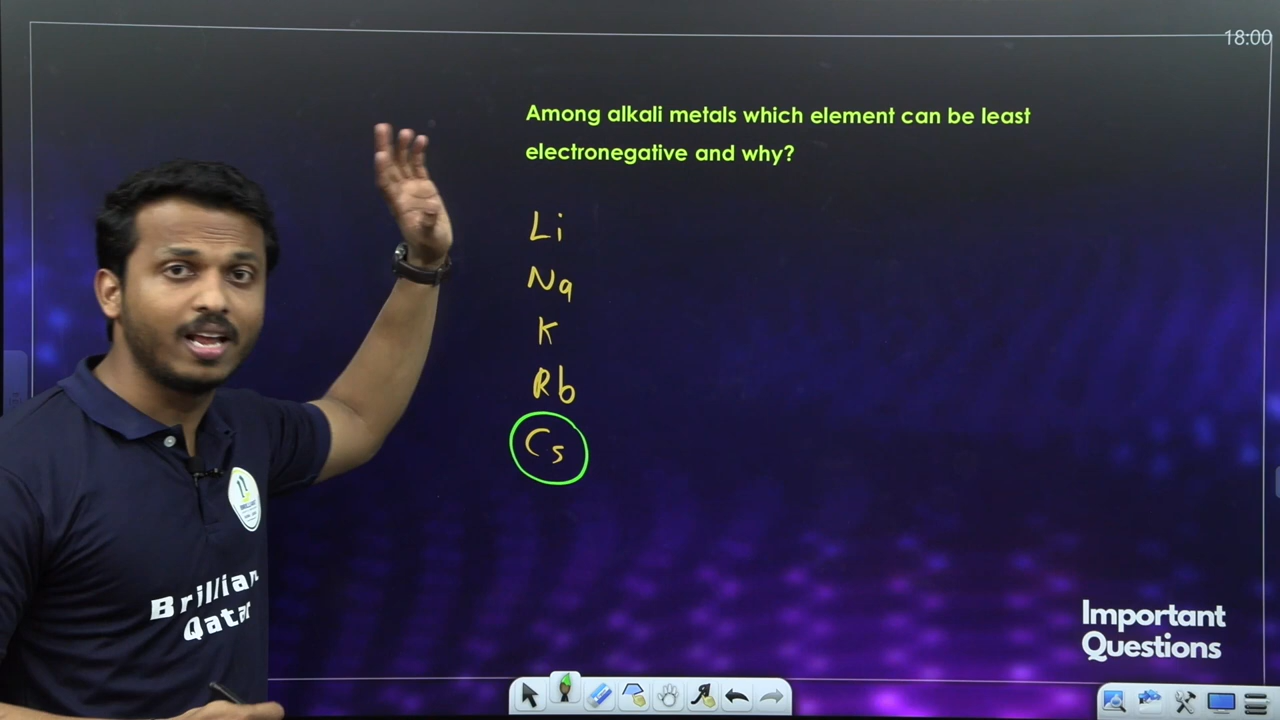 18:00
Among alkali metals which element can be least
electronegative and why?
Li
Na
K
Rb
Cs
Brillian
Qatar
Important
Questions